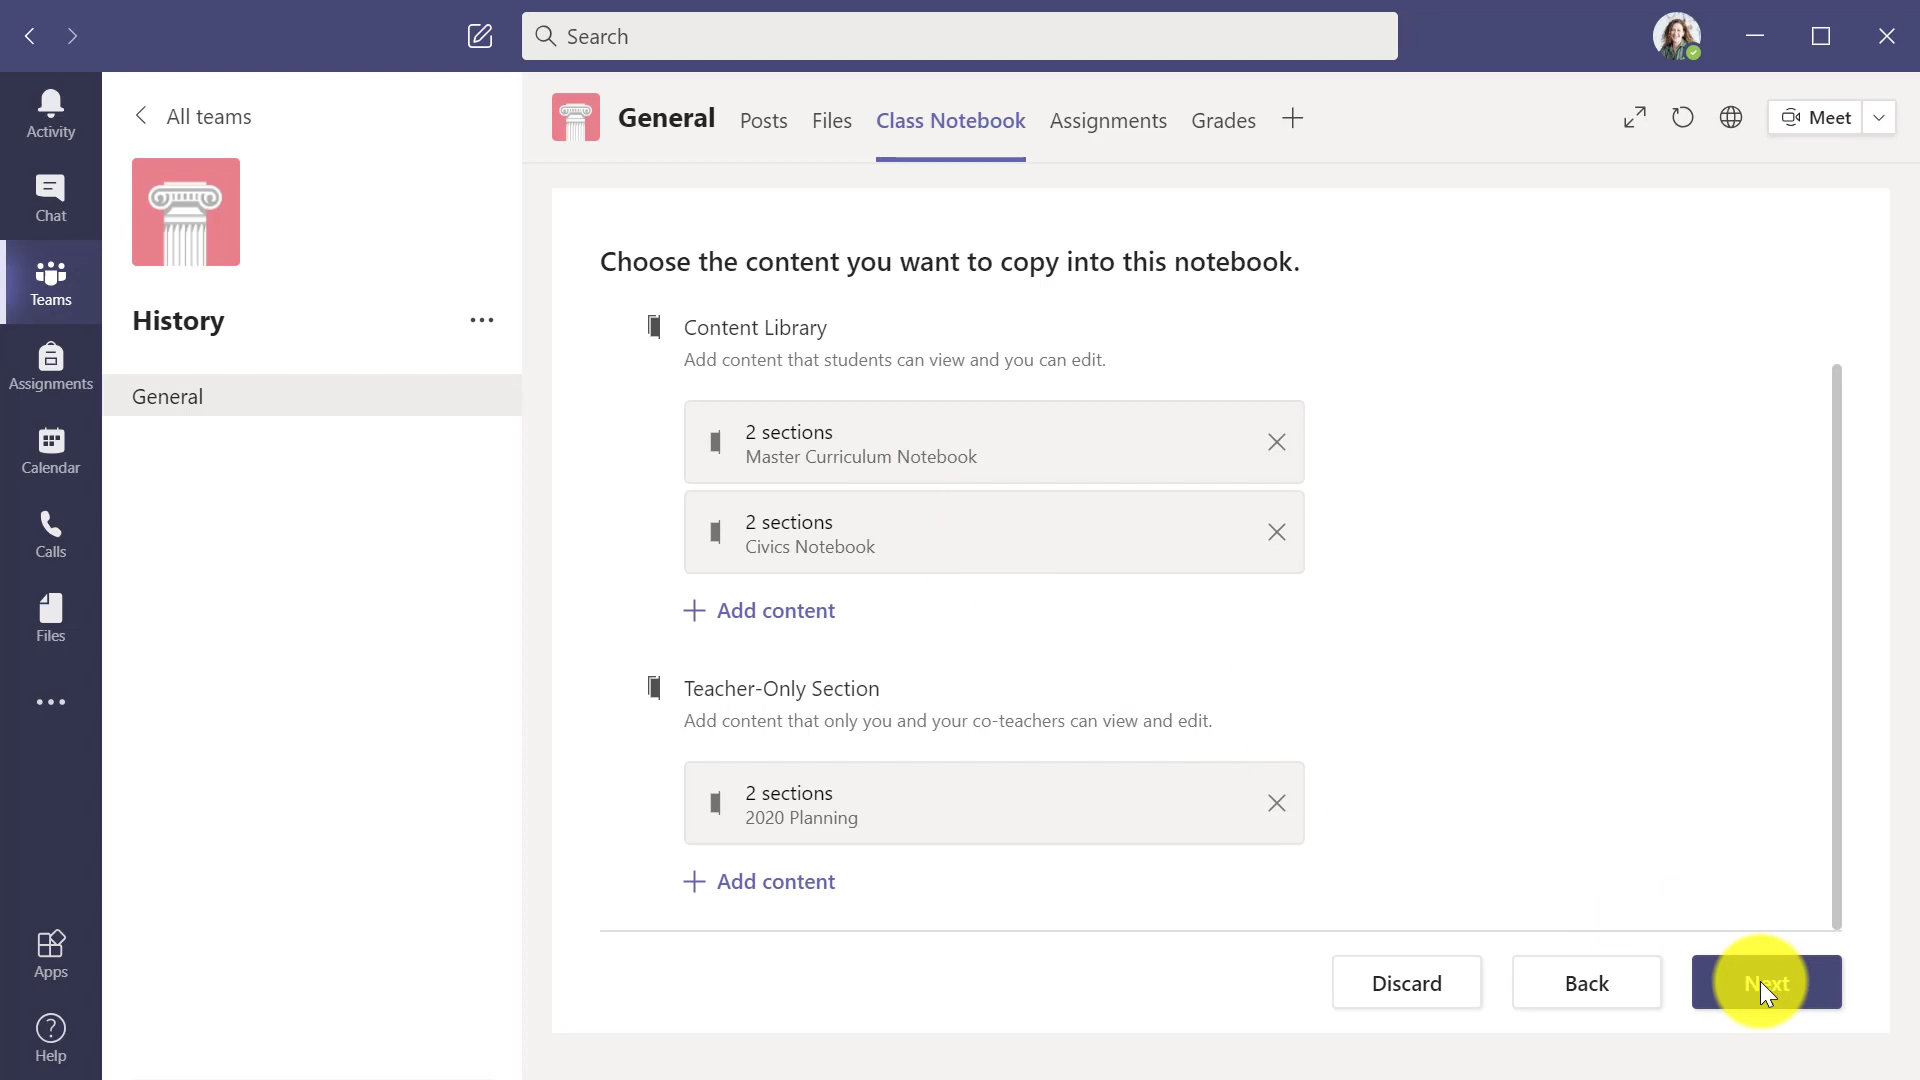 Search
Activity
Chat
Teams
Assignments
Calendar
Calls
Files
Apps
Help
All teams
History
General
General
Posts
Files
Class Notebook
Assignments
Grades
Meet
Choose the content you want to copy into this notebook.
Content Library
Add content that students can view and you can edit.
2 sections
Master Curriculum Notebook
2 sections
Civics Notebook
Add content
Teacher-Only Section
Add content that only you and your co-teachers can view and edit.
2 sections
2020 Planning
Add content
Discard
Back
Next